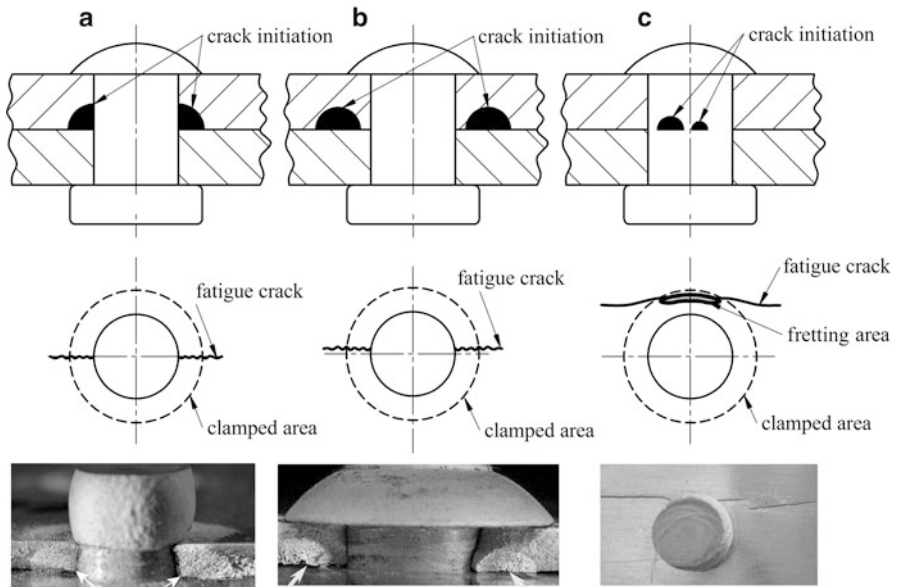 a
b
c
crack initiation
crack initiation
crack initiation
fatigue crack
clamped area
fatigue crack
clamped area
fatigue crack
fretting area
clamped area